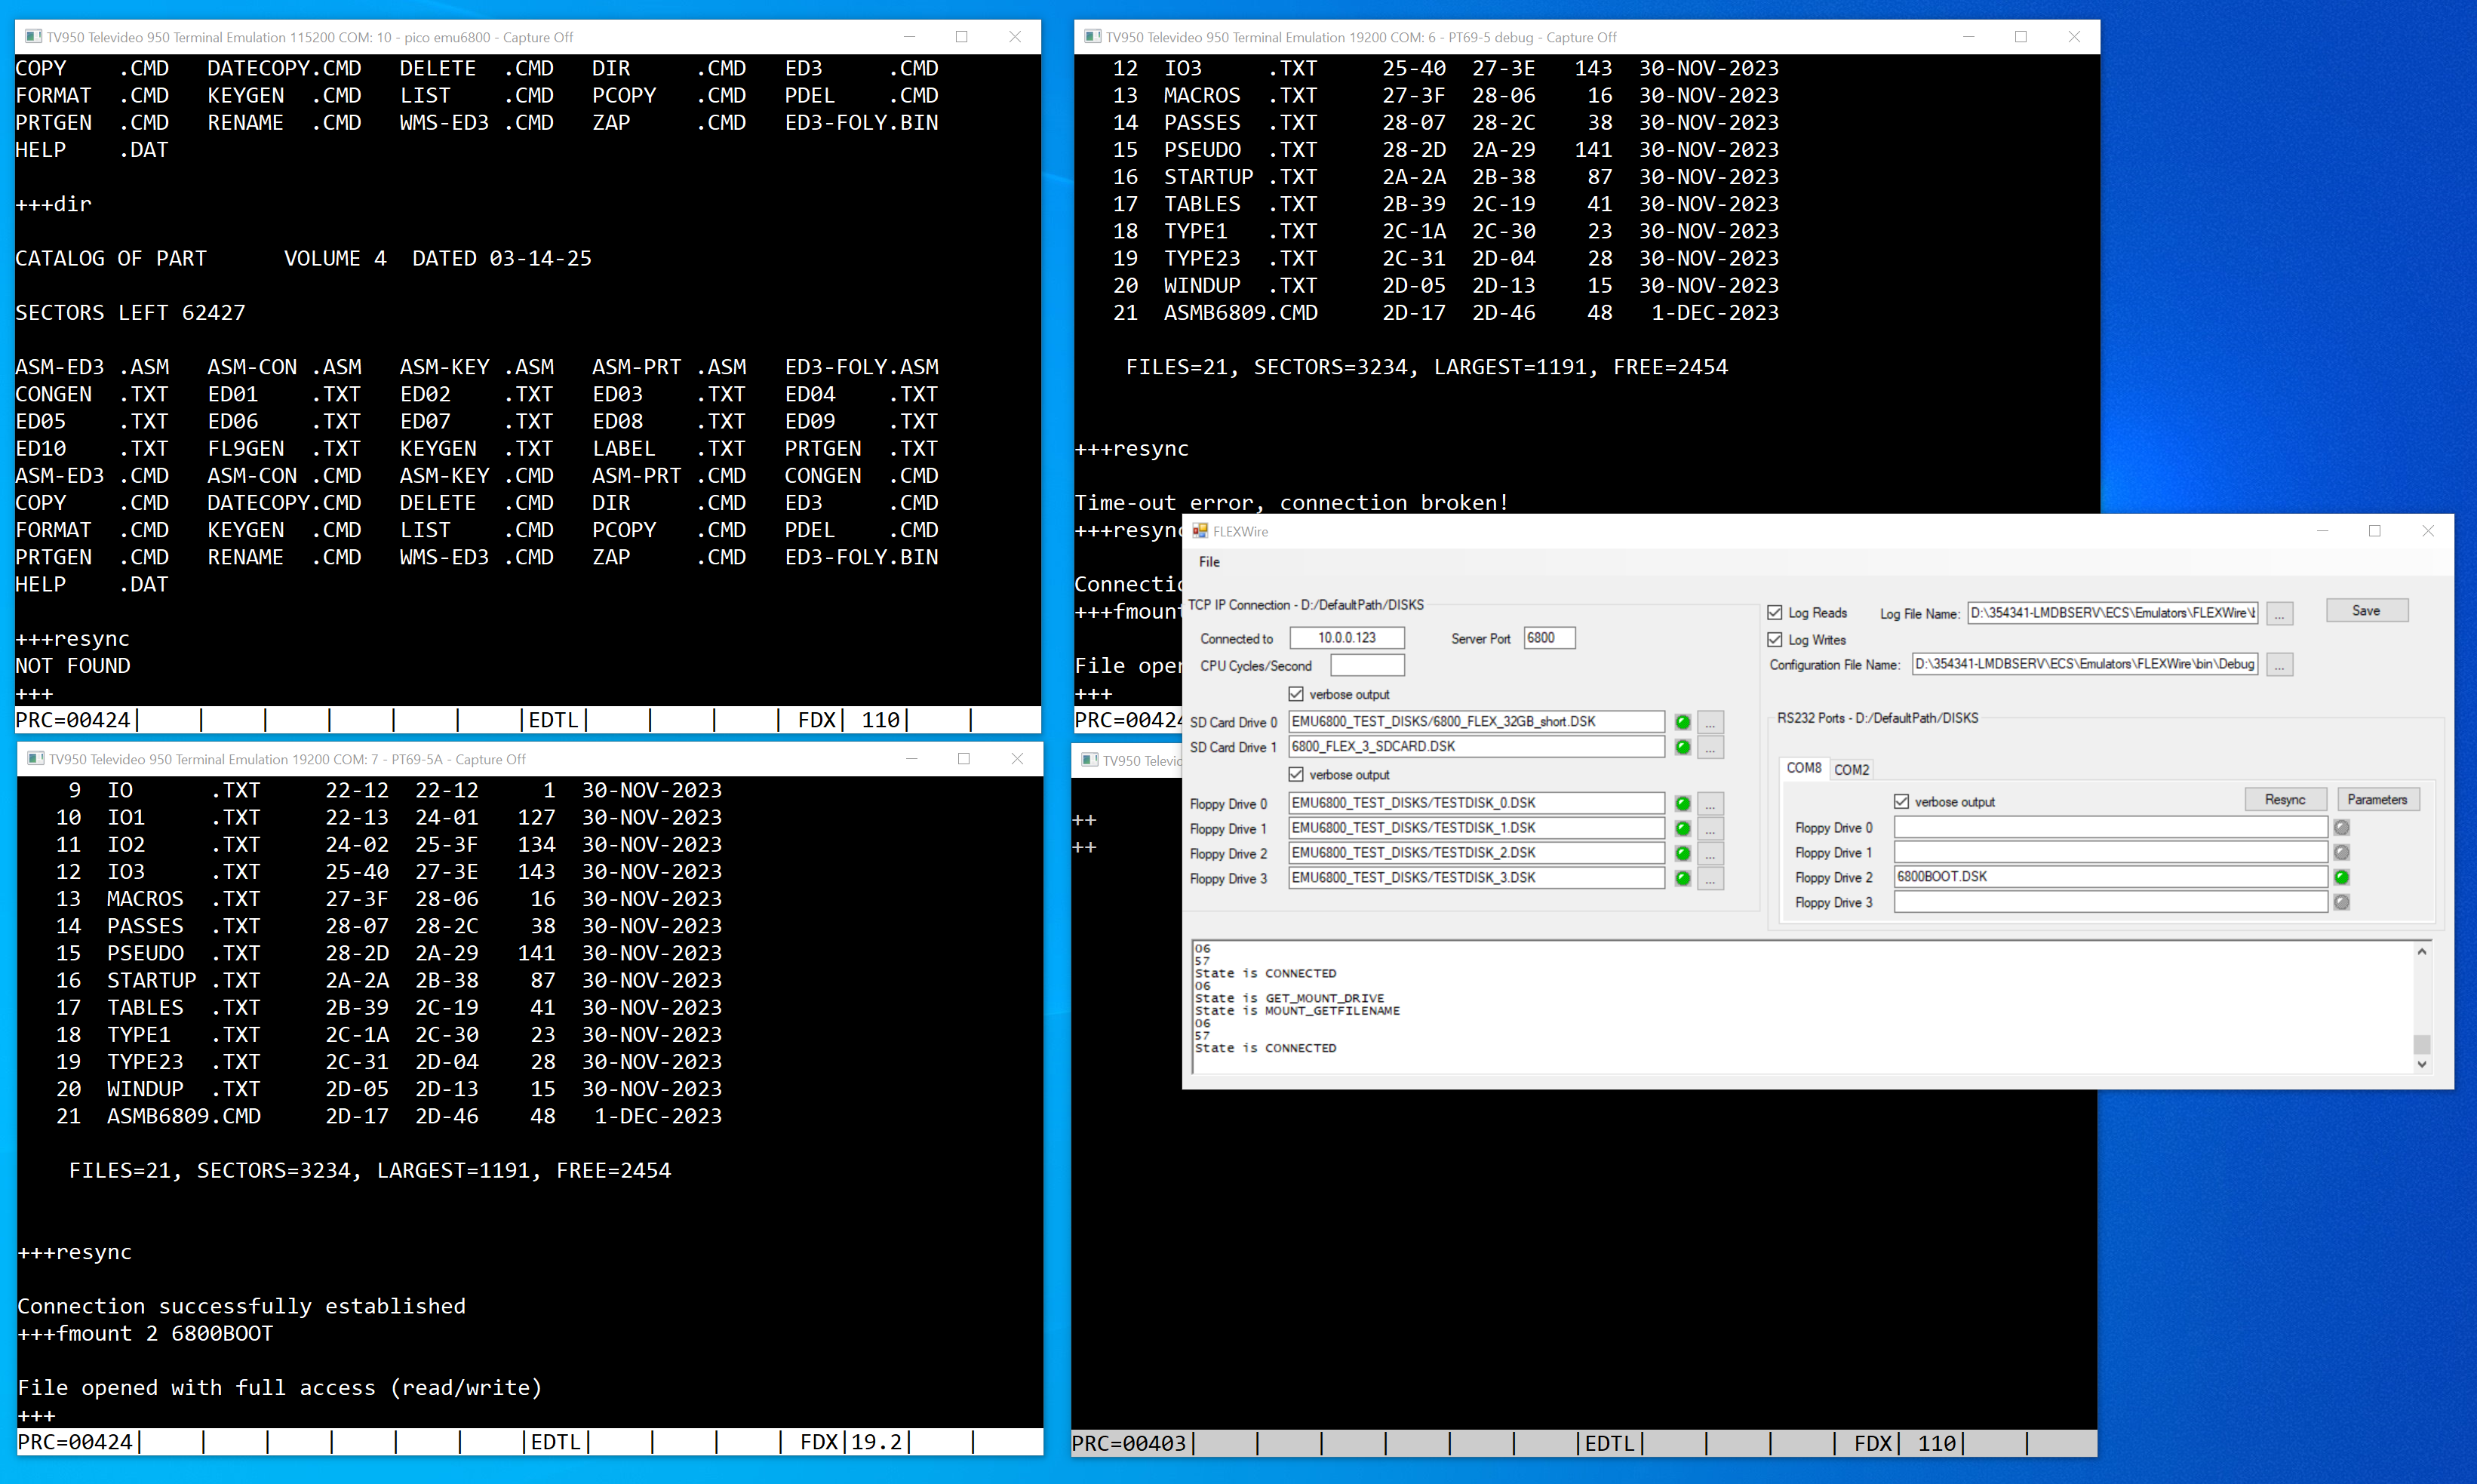 TV950 Televideo 950 Terminal Emulation 115200 COM: 10 - pico emu6800 - Capture Off
COPY    .CMD   DATECOPY.CMD   DELETE  .CMD   DIR     .CMD   ED3     .CMD
FORMAT  .CMD   KEYGEN  .CMD   LIST    .CMD   PCOPY   .CMD   PDEL    .CMD
PRTGEN  .CMD   RENAME  .CMD   WMS-ED3 .CMD   ZAP     .CMD   ED3-FOLY.BIN
HELP    .DAT
+++dir
CATALOG OF PART      VOLUME 4  DATED 03-14-25
SECTORS LEFT 62427
ASM-ED3 .ASM   ASM-CON .ASM   ASM-KEY .ASM   ASM-PRT .ASM   ED3-FOLY.ASM
CONGEN  .TXT   ED01    .TXT   ED02    .TXT   ED03    .TXT   ED04    .TXT
ED05    .TXT   ED06    .TXT   ED07    .TXT   ED08    .TXT   ED09    .TXT
ED10    .TXT   FL9GEN  .TXT   KEYGEN  .TXT   LABEL   .TXT   PRTGEN  .TXT
ASM-ED3 .CMD   ASM-CON .CMD   ASM-KEY .CMD   ASM-PRT .CMD   CONGEN  .CMD
COPY    .CMD   DATECOPY.CMD   DELETE  .CMD   DIR     .CMD   ED3     .CMD
FORMAT  .CMD   KEYGEN  .CMD   LIST    .CMD   PCOPY   .CMD   PDEL    .CMD
PRTGEN  .CMD   RENAME  .CMD   WMS-ED3 .CMD   ZAP     .CMD   ED3-FOLY.BIN
HELP    .DAT
+++resync
NOT FOUND
+++
PRC=00424|    |    |    |    |    |EDTL|    |    | FDX| 110|    |
TV950 Televideo 950 Terminal Emulation 19200 COM: 6 - PT69-5 debug - Capture Off
12  IO3     .TXT     25-40  27-3E   143  30-NOV-2023
13  MACROS  .TXT     27-3F  28-06    16  30-NOV-2023
14  PASSES  .TXT     28-07  28-2C    38  30-NOV-2023
15  PSEUDO  .TXT     28-2D  2A-29   141  30-NOV-2023
16  STARTUP .TXT     2A-2A  2B-38    87  30-NOV-2023
17  TABLES  .TXT     2B-39  2C-19    41  30-NOV-2023
18  TYPE1   .TXT     2C-1A  2C-30    23  30-NOV-2023
19  TYPE23  .TXT     2C-31  2D-04    28  30-NOV-2023
20  WINDUP  .TXT     2D-05  2D-13    15  30-NOV-2023
21  ASMB6809.CMD     2D-17  2D-46    48   1-DEC-2023
FILES=21, SECTORS=3234, LARGEST=1191, FREE=2454
+++resync
Time-out error, connection broken!
+++resync
Connectio
+++fmount
File oper
+++
PRC=00424
TV950 Televideo 950 Terminal Emulation 19200 COM: 7 - PT69-5A - Capture Off
9  IO      .TXT     22-12  22-12     1  30-NOV-2023
10  IO1     .TXT     22-13  24-01   127  30-NOV-2023
11  IO2     .TXT     24-02  25-3F   134  30-NOV-2023
12  IO3     .TXT     25-40  27-3E   143  30-NOV-2023
13  MACROS  .TXT     27-3F  28-06    16  30-NOV-2023
14  PASSES  .TXT     28-07  28-2C    38  30-NOV-2023
15  PSEUDO  .TXT     28-2D  2A-29   141  30-NOV-2023
16  STARTUP .TXT     2A-2A  2B-38    87  30-NOV-2023
17  TABLES  .TXT     2B-39  2C-19    41  30-NOV-2023
18  TYPE1   .TXT     2C-1A  2C-30    23  30-NOV-2023
19  TYPE23  .TXT     2C-31  2D-04    28  30-NOV-2023
20  WINDUP  .TXT     2D-05  2D-13    15  30-NOV-2023
21  ASMB6809.CMD     2D-17  2D-46    48   1-DEC-2023
FILES=21, SECTORS=3234, LARGEST=1191, FREE=2454
+++resync
Connection successfully established
+++fmount 2 6800BOOT
File opened with full access (read/write)
+++
PRC=00424|    |    |    |    |    |EDTL|    |    | FDX|19.2|    |
TV950 Televid
++
++
PRC=00403|    |    |    |    |    |EDTL|    |    | FDX| 110|    |
FLEXWire
File
TCP IP Connection - D:/DefaultPath/DISKS
Connected to 10.0.0.123 Server Port 6800
CPU Cycles/Second
verbose output
SD Card Drive 0 EMU6800_TEST_DISKS/6800_FLEX_32GB_short.DSK ...
SD Card Drive 1 6800_FLEX_3_SDCARD.DSK ...
verbose output
Floppy Drive 0 EMU6800_TEST_DISKS/TESTDISK_0.DSK ...
Floppy Drive 1 EMU6800_TEST_DISKS/TESTDISK_1.DSK ...
Floppy Drive 2 EMU6800_TEST_DISKS/TESTDISK_2.DSK ...
Floppy Drive 3 EMU6800_TEST_DISKS/TESTDISK_3.DSK ...
Log Reads Log File Name: D:\354341-LMDBSERV\ECS\Emulators\FLEXWire\ ... Save
Log Writes
Configuration File Name: D:\354341-LMDBSERV\ECS\Emulators\FLEXWire\bin\Debug ...
RS232 Ports - D:/DefaultPath/DISKS
COM8 COM2
verbose output Resync Parameters
Floppy Drive 0
Floppy Drive 1
Floppy Drive 2 6800BOOT.DSK
Floppy Drive 3
06
57
State is CONNECTED
06
State is GET_MOUNT_DRIVE
State is MOUNT_GETFILENAME
06
57
State is CONNECTED